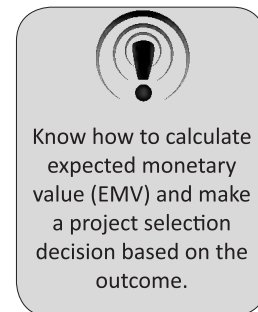 Know how to calculate
expected monetary
value (EMV) and make
a project selection
decision based on the
outcome.